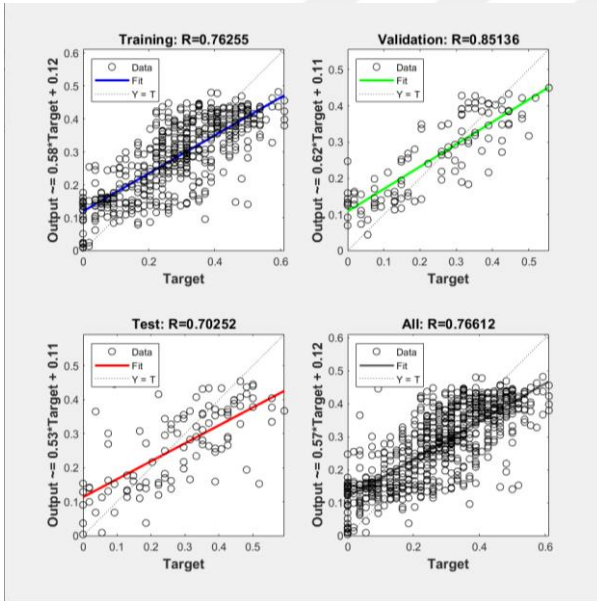 Training: R=0.76255
Output ~= 0.58*Target + 0.12
0.6
0.5
0.4
0.3
0.2
0.1
0
Data
Fit
Y = T
0
0.2
0.4
0.6
Target
Validation: R=0.85136
Output ~= 0.62*Target + 0.11
0.5
0.4
0.3
0.2
0.1
0
Data
Fit
Y = T
0
0.1
0.2
0.3
0.4
0.5
Target
Test: R=0.70252
Output ~= 0.53*Target + 0.11
0.5
0.4
0.3
0.2
0.1
0
Data
Fit
Y = T
0
0.1
0.2
0.3
0.4
0.5
Target
All: R=0.76612
Output ~= 0.57*Target + 0.12
0.6
0.5
0.4
0.3
0.2
0.1
0
Data
Fit
Y = T
0
0.2
0.4
0.6
Target